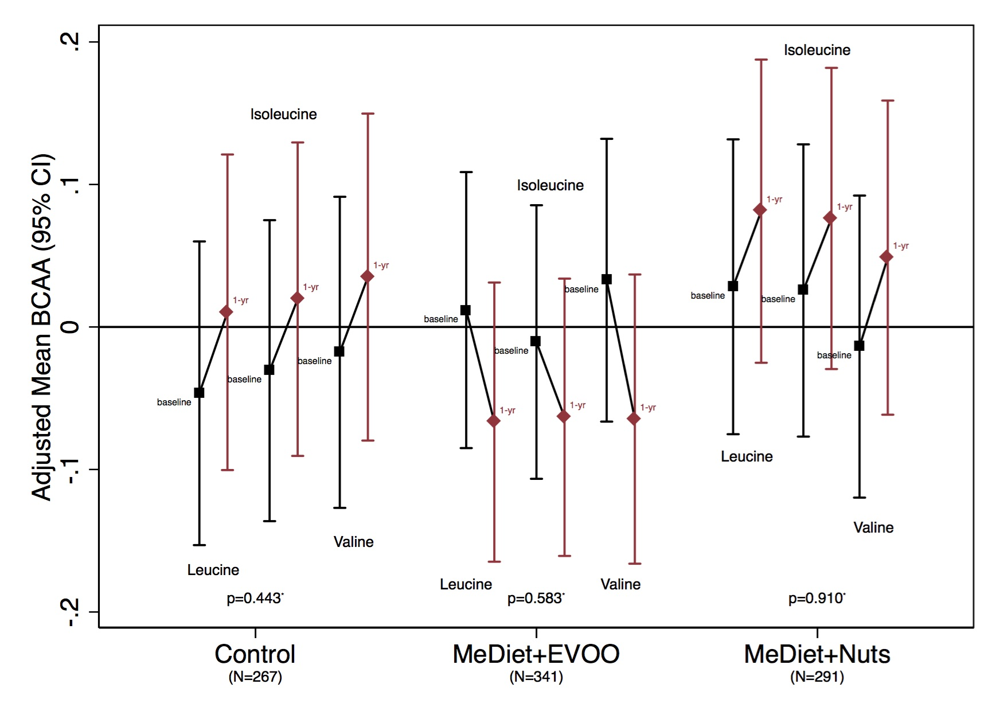 Adjusted Mean BCAA (95% CI)
.2
.1
0
-.1
-.2
Isoleucine
1-yr
1-yr
1-yr
baseline
baseline
baseline
Valine
Leucine
p=0.443*
Isoleucine
baseline
baseline
baseline
1-yr
1-yr
1-yr
Leucine
Valine
p=0.583*
Isoleucine
1-yr
1-yr
1-yr
baseline
baseline
baseline
Leucine
Valine
p=0.910*
Control
(N=267)
MeDiet+EVOO
(N=341)
MeDiet+Nuts
(N=291)